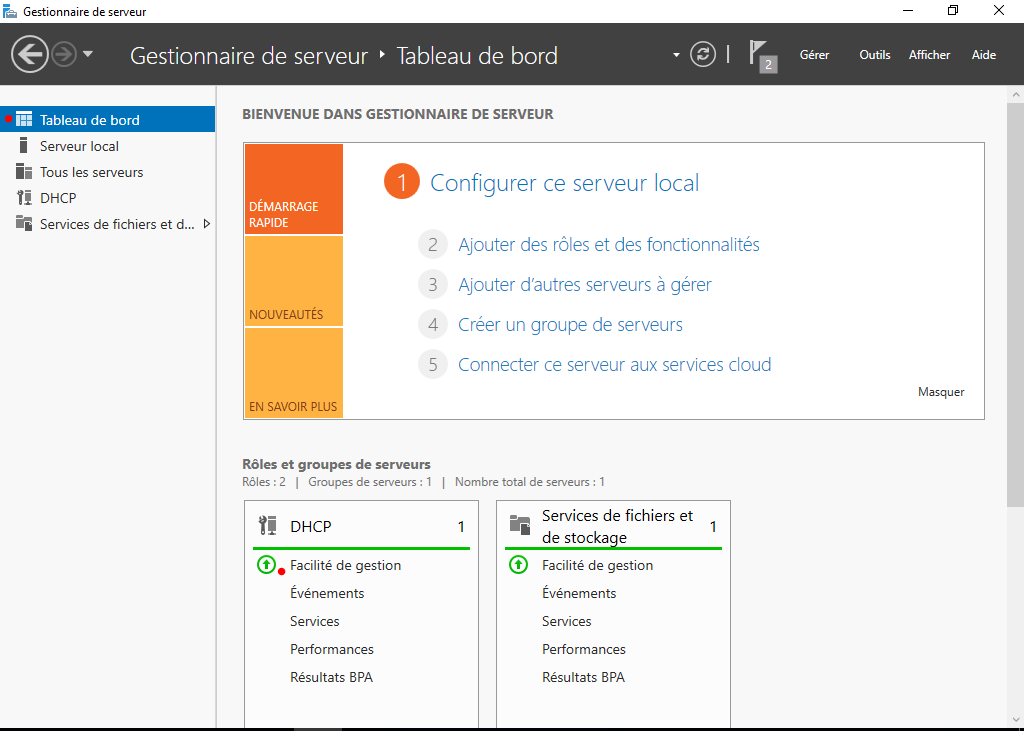 Gestionnaire de serveur
Gestionnaire de serveur ‣ Tableau de bord
2
Gérer
Outils
Afficher
Aide
Tableau de bord
Serveur local
Tous les serveurs
DHCP
Services de fichiers et d...
BIENVENUE DANS GESTIONNAIRE DE SERVEUR
DÉMARRAGE
RAPIDE
NOUVEAUTÉS
EN SAVOIR PLUS
1 Configurer ce serveur local
2 Ajouter des rôles et des fonctionnalités
3 Ajouter d’autres serveurs à gérer
4 Créer un groupe de serveurs
5 Connecter ce serveur aux services cloud
Masquer
Rôles et groupes de serveurs
Rôles : 2 | Groupes de serveurs : 1 | Nombre total de serveurs : 1
DHCP 1
Facilité de gestion
Événements
Services
Performances
Résultats BPA
Services de fichiers et
de stockage 1
Facilité de gestion
Événements
Services
Performances
Résultats BPA